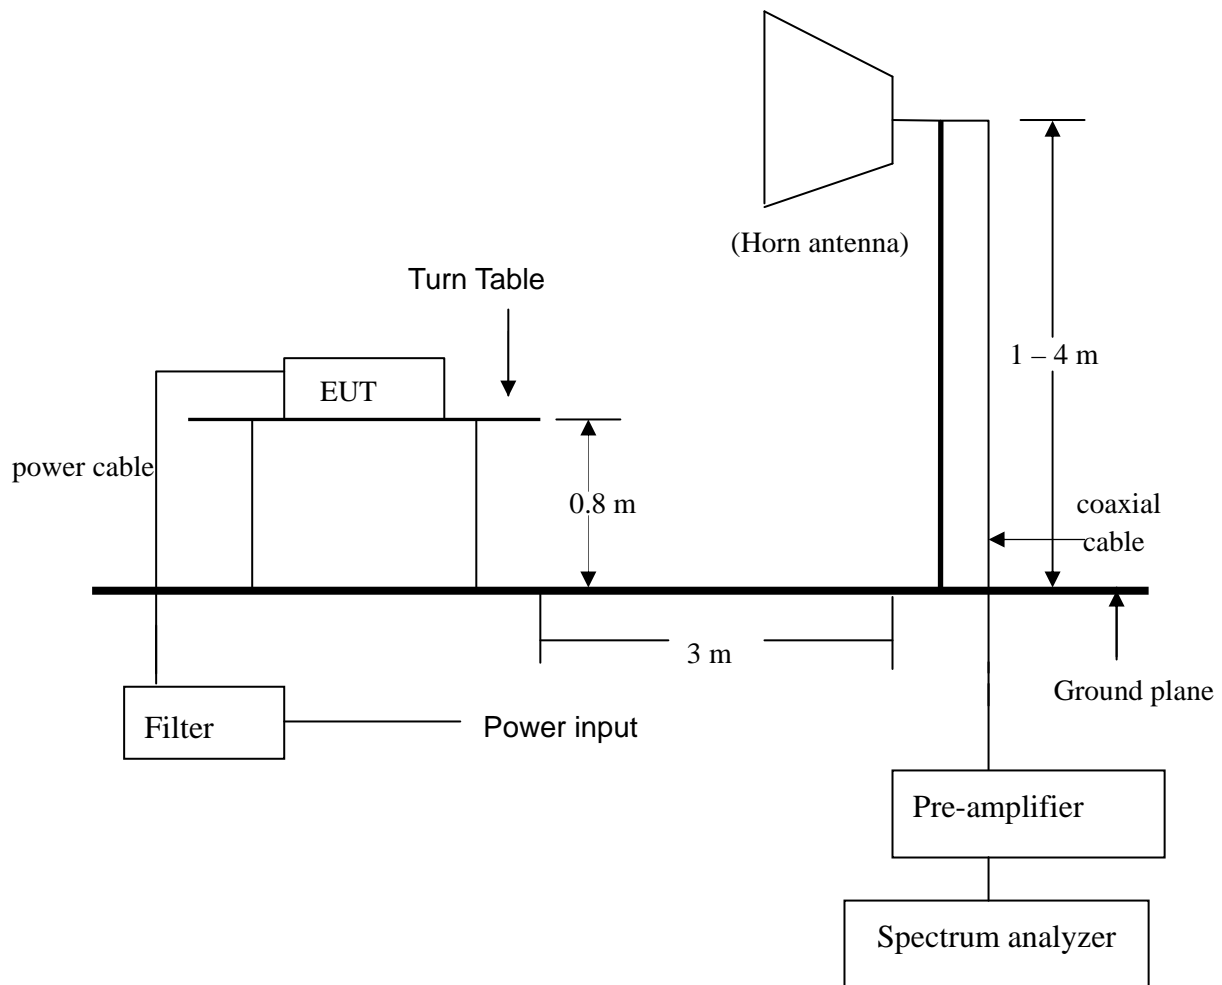 (Horn antenna)
Turn Table
1 – 4 m
EUT
power cable
0.8 m
coaxial
cable
3 m
Ground plane
Filter
Power input
Pre-amplifier
Spectrum analyzer